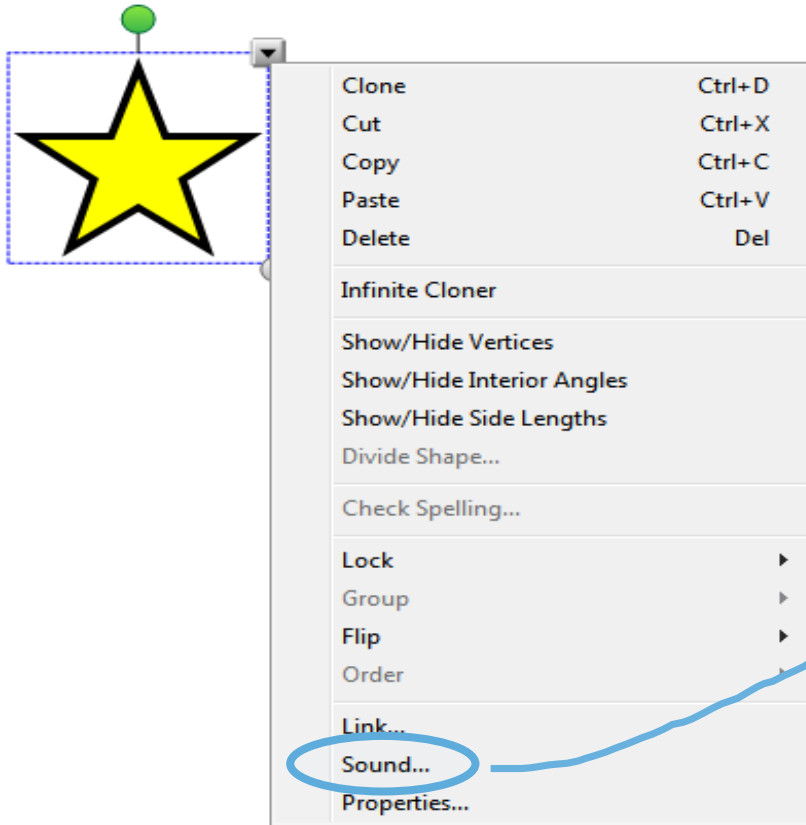 Clone Ctrl+D
Cut Ctrl+X
Copy Ctrl+C
Paste Ctrl+V
Delete Del
Infinite Cloner
Show/Hide Vertices
Show/Hide Interior Angles
Show/Hide Side Lengths
Divide Shape...
Check Spelling...
Lock
Group
Flip
Order
Link...
Sound...
Properties...